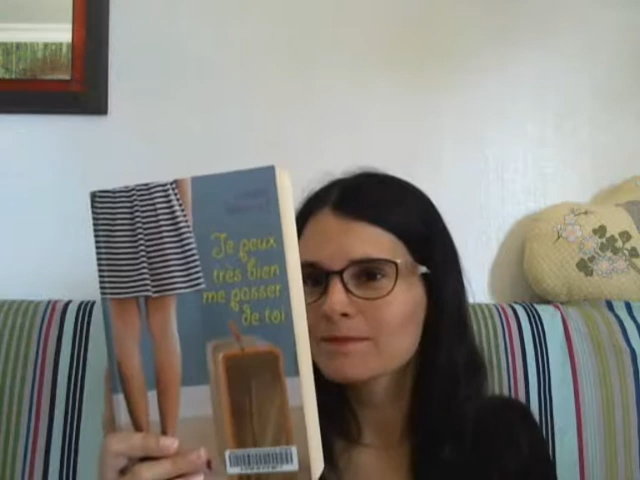 Je peux
très bien
me passer
de toi